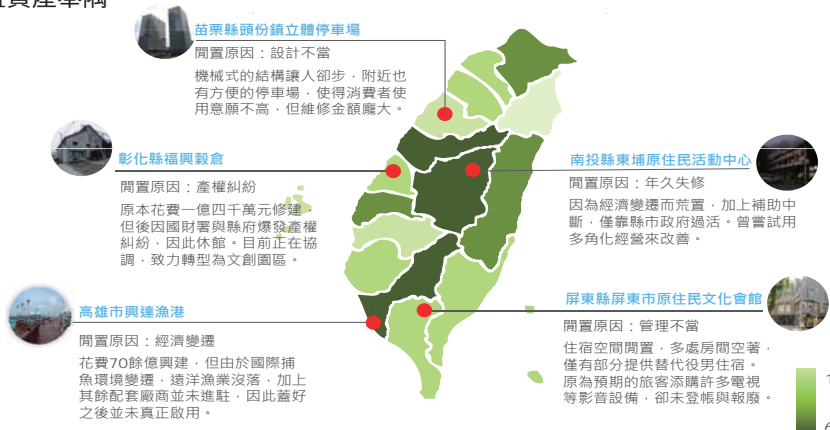 苗栗縣頭份鎮立體停車場
閒置原因：設計不當
機械式的結構讓人卻步，附近也
有方便的停車場，使得消費者使
用意願不高，但維修金額龐大。
彰化縣福興穀倉
閒置原因：產權糾紛
原本花費一億四千萬元修建，
但後因國財署與縣府爆發產權
糾紛，因此休館。目前正在協
調，致力轉型為文創園區。
南投縣東埔原住民活動中心
閒置原因：年久失修
因為經濟變遷而荒置，加上補助中
斷，僅靠縣市政府過活。曾嘗試用
多角化經營來改善。
高雄市興達漁港
閒置原因：經濟變遷
花費70餘億興建，但由於國際捕
魚環境變遷，遠洋漁業沒落，加上
其餘配套廠商並未進駐，因此蓋好
之後並未真正啟用。
屏東縣屏東市原住民文化會館
閒置原因：管理不當
住宿空間閒置，多處房間空著，
僅有部分提供替代役男住宿。
原為預期的旅客添購許多電視
等影音設備，卻未登帳與報廢。
1